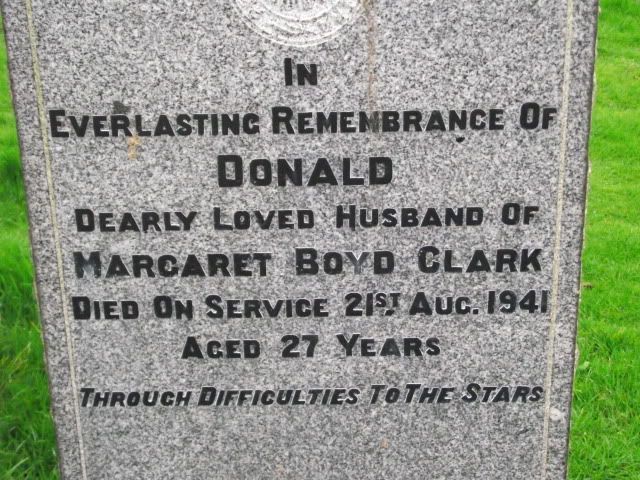 In
Everlasting Remembrance Of
Donald
Dearly Loved Husband Of
Margaret Boyd Clark
Died On Service 21st. Aug. 1941
Aged 27 Years
Through Difficulties To The Stars